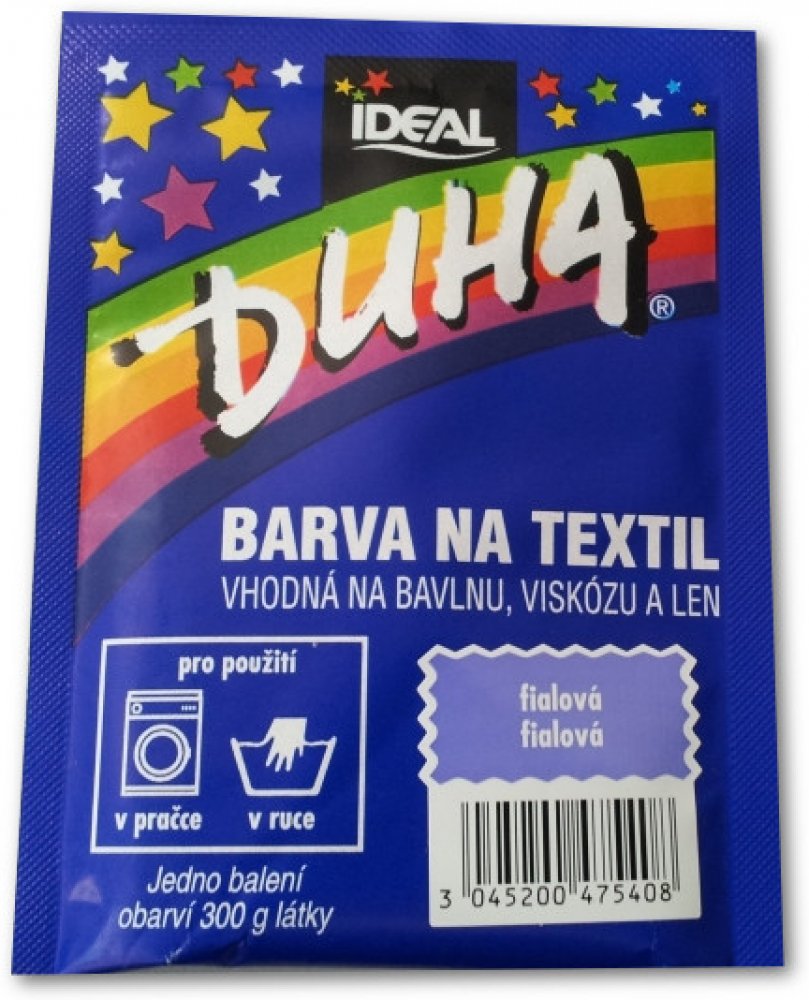 iDEAL
DUHA®
BARVA NA TEXTIL
VHODNÁ NA BAVLNU, VISKÓZU A LEN
pro použití
v pračce
v ruce
Jedno balení
obarví 300 g látky
fialová
fialová
3 045200 475408